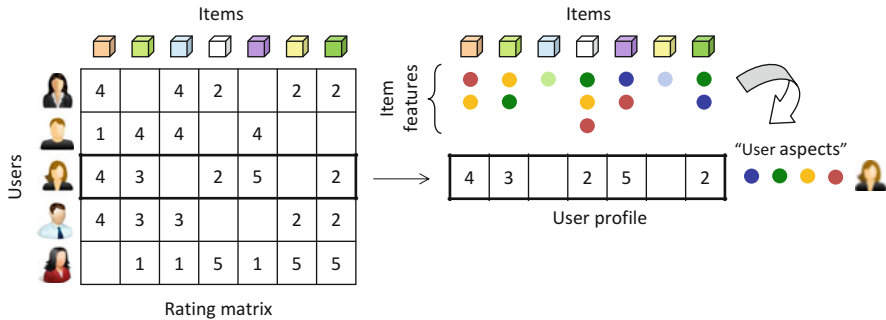 Items
Items
Users
4 4 2 2 2
1 4 4 4
4 3 2 5 2
4 3 3 2 2
1 1 5 1 5 5
Rating matrix
Item
features
4 3 2 5 2
User profile
"User aspects"